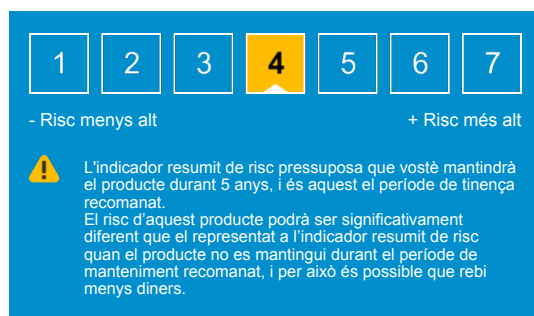 1 2 3 4 5 6 7
- Risc menys alt + Risc més alt
L'indicador resumit de risc pressuposa que vostè mantindrà
el producte durant 5 anys, i és aquest el període de tinença
recomanat.
El risc d'aquest producte podrà ser significativament
diferent que el representat a l'indicador resumit de risc
quan el producte no es mantingui durant el període de
manteniment recomanat, i per això és possible que rebi
menys diners.